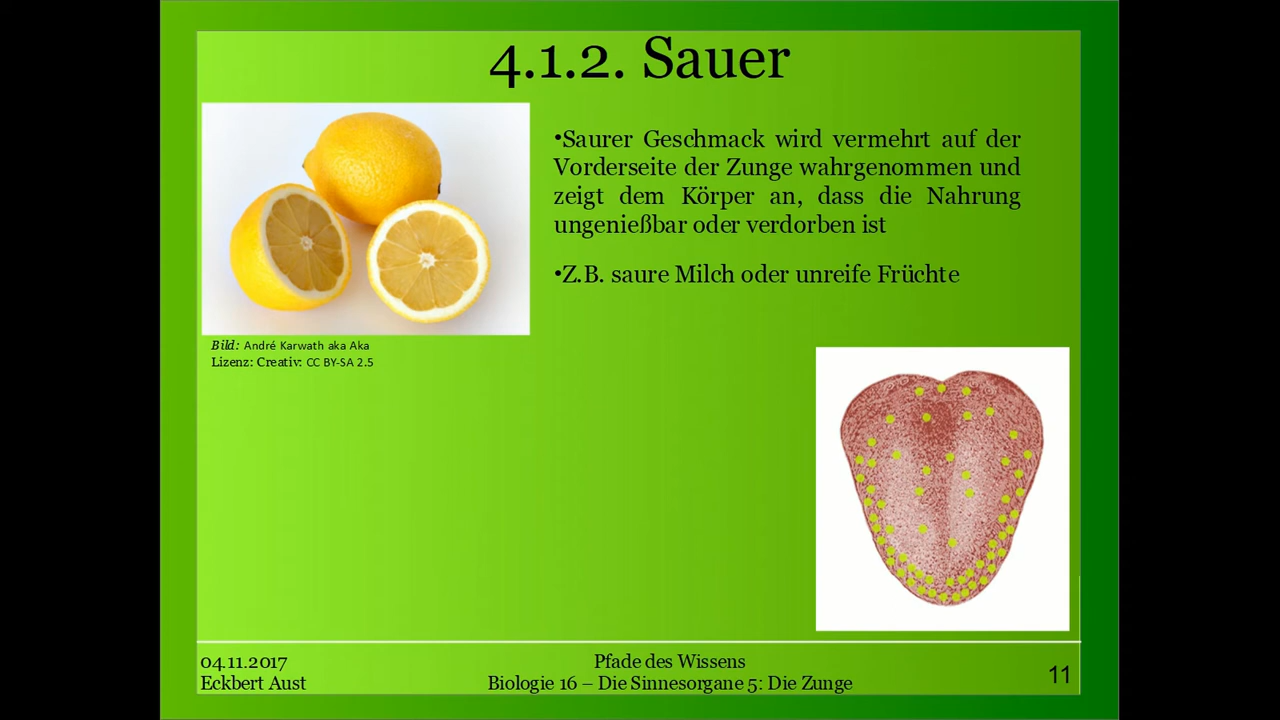 4.1.2. Sauer
•Saurer Geschmack wird vermehrt auf der
Vorderseite der Zunge wahrgenommen und
zeigt dem Körper an, dass die Nahrung
ungenießbar oder verdorben ist
•Z.B. saure Milch oder unreife Früchte
Bild: André Karwath aka Aka
Lizenz: Creativ: CC BY-SA 2.5
04.11.2017
Eckbert Aust
Pfade des Wissens
Biologie 16 – Die Sinnesorgane 5: Die Zunge
11